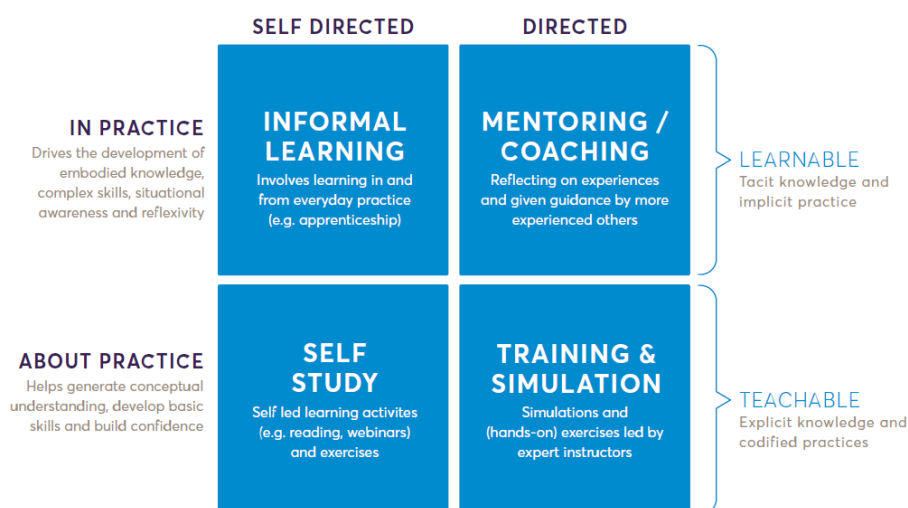 SELF DIRECTED
DIRECTED
IN PRACTICE
Drives the development of
embodied knowledge,
complex skills, situational
awareness and reflexivity
INFORMAL
LEARNING
Involves learning in and
from everyday practice
(e.g. apprenticeship)
MENTORING /
COACHING
Reflecting on experiences
and given guidance by more
experienced others
LEARNABLE
Tacit knowledge and
implicit practice
ABOUT PRACTICE
Helps generate conceptual
understanding, develop basic
skills and build confidence
SELF
STUDY
Self led learning activites
(e.g. reading, webinars)
and exercises
TRAINING &
SIMULATION
Simulations and
(hands-on) exercises led by
expert instructors
TEACHABLE
Explicit knowledge and
codified practices